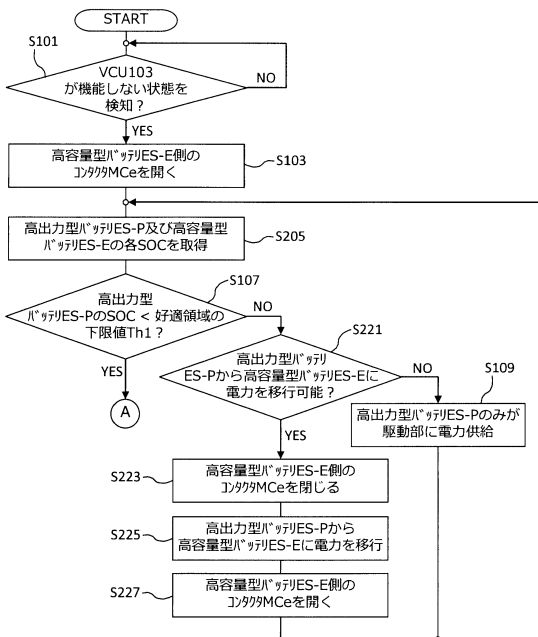 START
S101
VCU103
が機能しない状態を
検知?
NO
YES
高容量型バッテリES-E側の
コンタクタMCeを開く
S103
高出力型バッテリES-P及び高容量型
バッテリES-Eの各SOCを取得
S205
S107
高出力型
バッテリES-PのSOC < 好適領域の
下限値Th1?
NO
YES
A
S221
高出力型バッテリ
ES-Pから高容量型バッテリES-Eに
電力を移行可能?
NO
YES
S109
高出力型バッテリES-Pのみが
駆動部に電力供給
S223
高容量型バッテリES-E側の
コンタクタMCeを閉じる
S225
高出力型バッテリES-Pから
高容量型バッテリES-Eに電力を移行
S227
高容量型バッテリES-E側の
コンタクタMCeを開く